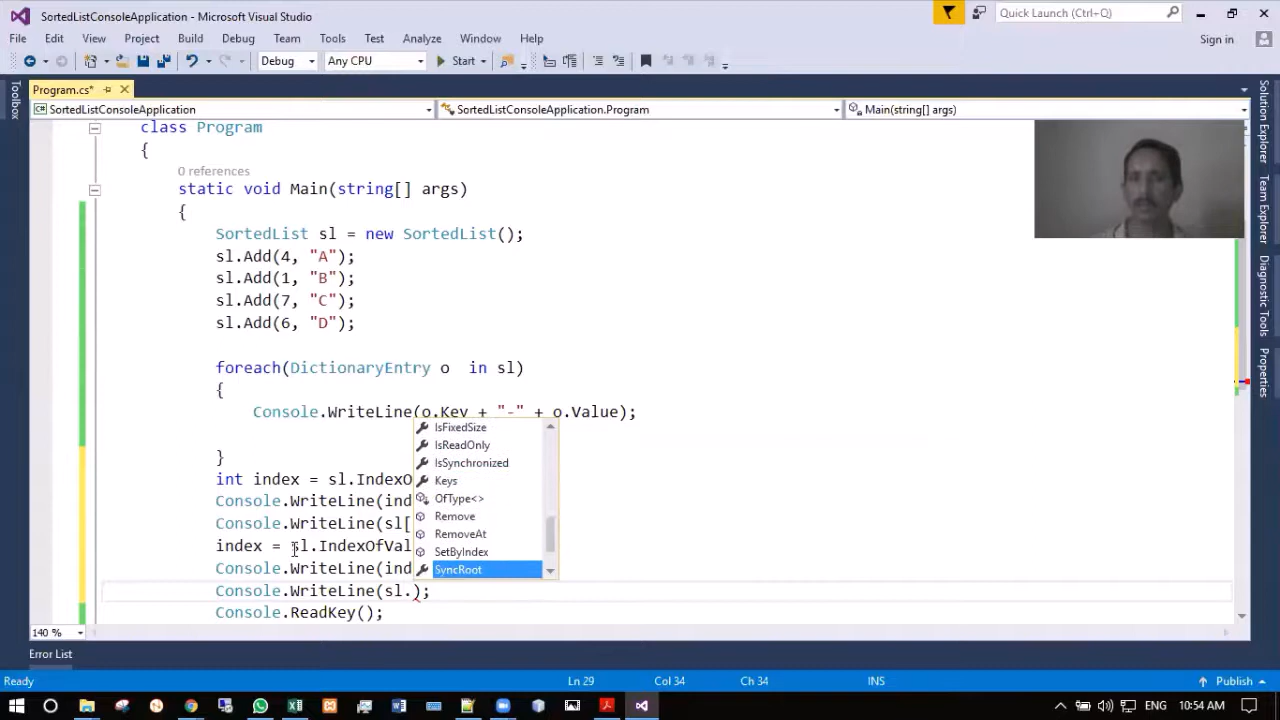 SortedListConsoleApplication - Microsoft Visual Studio
Quick Launch (Ctrl+Q)
File Edit View Project Build Debug Team Tools Test Analyze Window Help
Sign in
Debug Any CPU Start
Program.cs*
SortedListConsoleApplication SortedListConsoleApplication.Program Main(string[] args)
Toolbox
Solution Explorer
Team Explorer
Diagnostic Tools
Properties
class Program
{
0 references
static void Main(string[] args)
{
SortedList sl = new SortedList();
sl.Add(4, "A");
sl.Add(1, "B");
sl.Add(7, "C");
sl.Add(6, "D");
foreach(DictionaryEntry o in sl)
{
Console.WriteLine(o.Key + "-" + o.Value);
}
int index = sl.IndexO
Console.WriteLine(ind
Console.WriteLine(sl[
index = sl.IndexOfVal
Console.WriteLine(ind
Console.WriteLine(sl.);
Console.ReadKey();
IsFixedSize
IsReadOnly
IsSynchronized
Keys
OfType<>
Remove
RemoveAt
SetByIndex
SyncRoot
140 %
Error List
Ready Ln 29 Col 34 Ch 34 INS Publish
ENG 10:54 AM